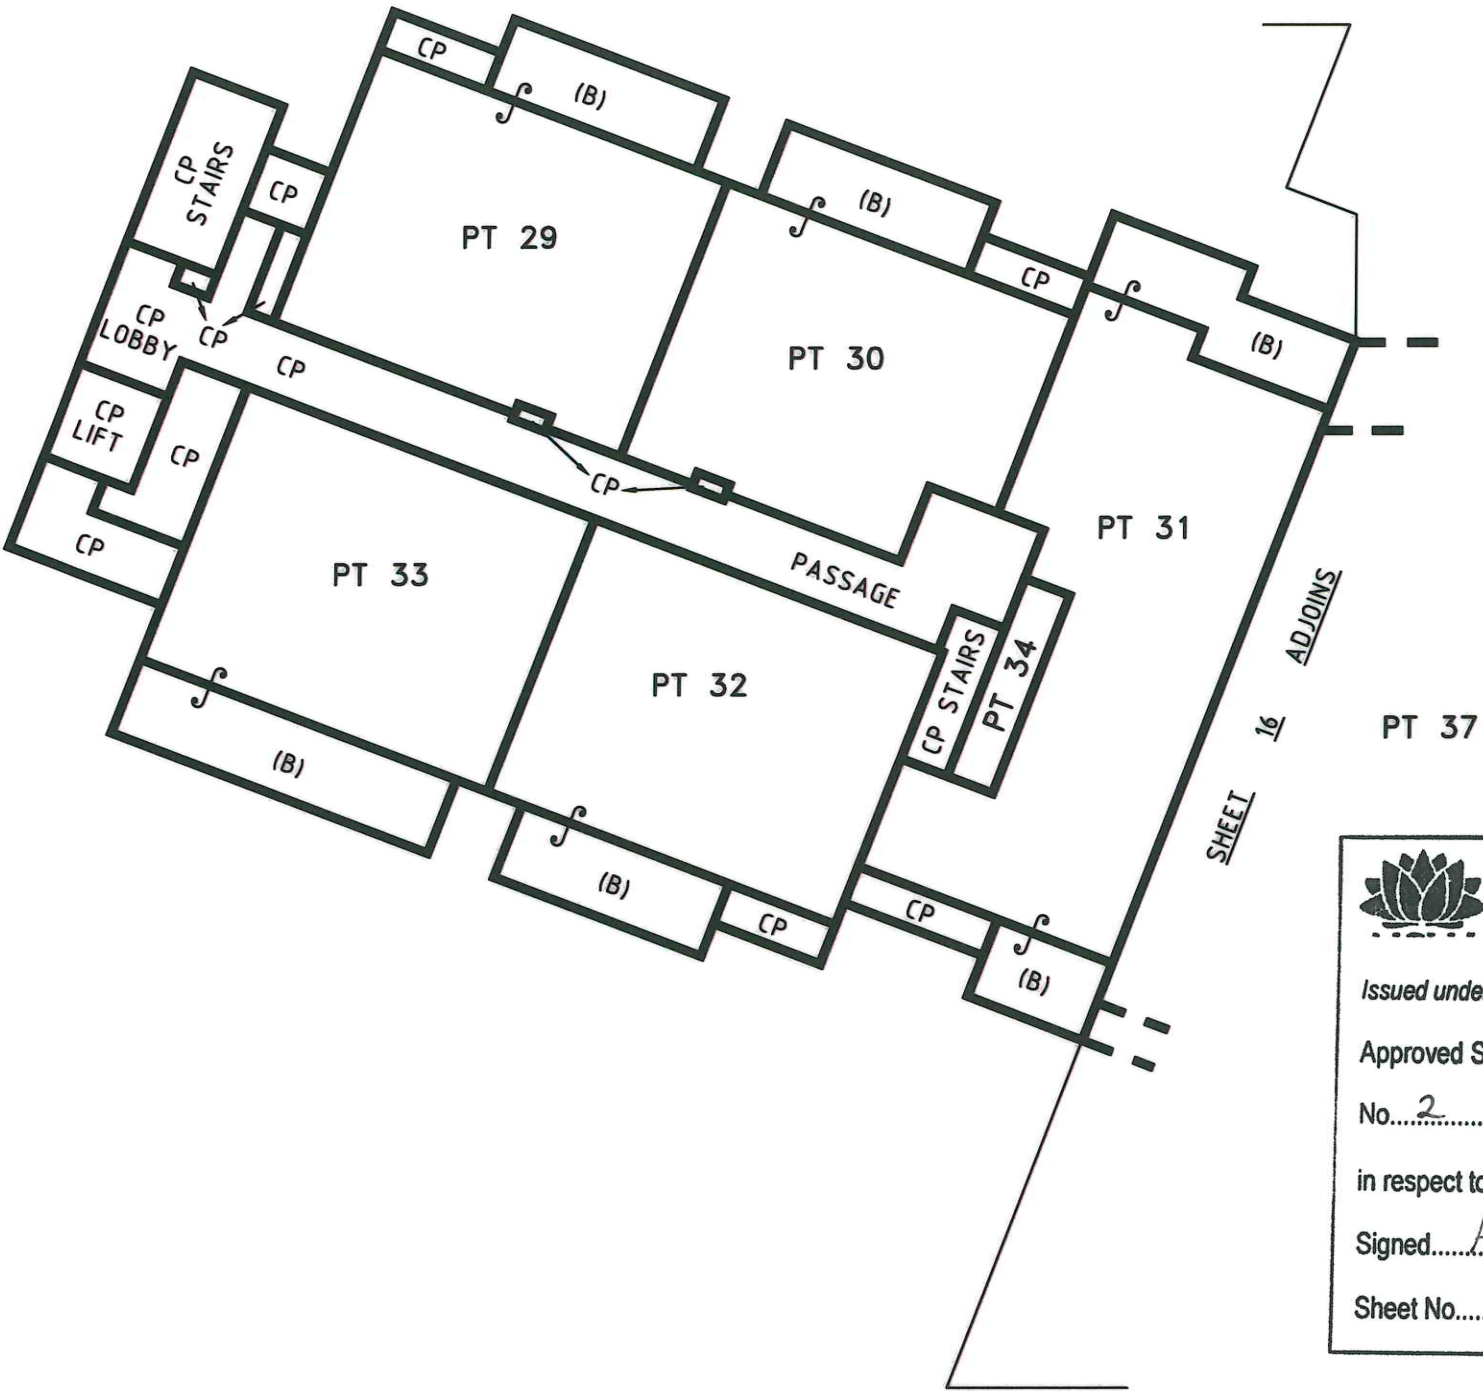 CP
(B)
CP
STAIRS
CP
PT 29
(B)
CP
CP
LOBBY
CP
CP
PT 30
(B)
CP
LIFT
CP
CP
PT 31
CP
PT 33
PASSAGE
ADJOINS
PT 32
CP STAIRS
PT 34
16
PT 37
(B)
SHEET
(B)
CP
CP
(B)
Issued unde
Approved S
No....2....
in respect to
Signed.......
Sheet No....